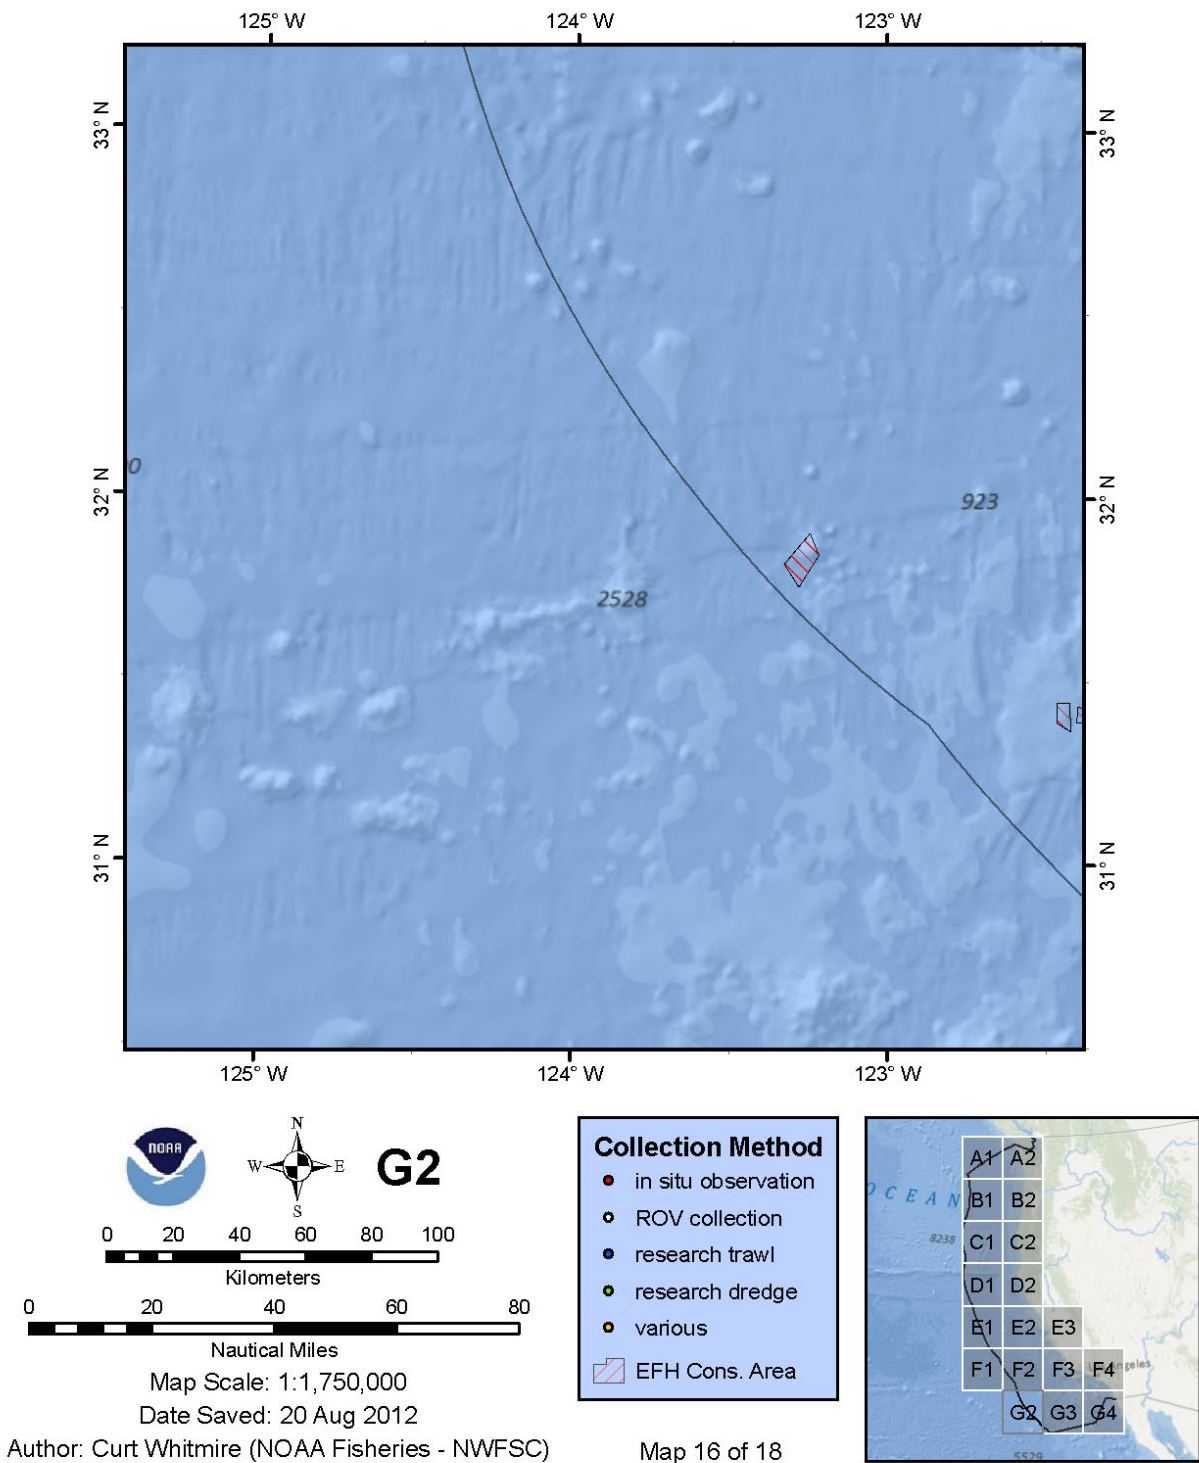 125° W 124° W 123° W
33° N 33° N
32° N 32° N
923
2528
31° N 31° N
125° W 124° W 123° W
NOAA
N
W E
S
G2
0 20 40 60 80 100
Kilometers
0 20 40 60 80
Nautical Miles
Map Scale: 1:1,750,000
Date Saved: 20 Aug 2012
Author: Curt Whitmire (NOAA Fisheries - NWFSC)
Collection Method
in situ observation
ROV collection
research trawl
research dredge
various
EFH Cons. Area
Map 16 of 18
A1 A2
OCEAN B1 B2
8238 C1 C2
D1 D2
E1 E2 E3
F1 F2 F3 F4
G2 G3 G4
5529